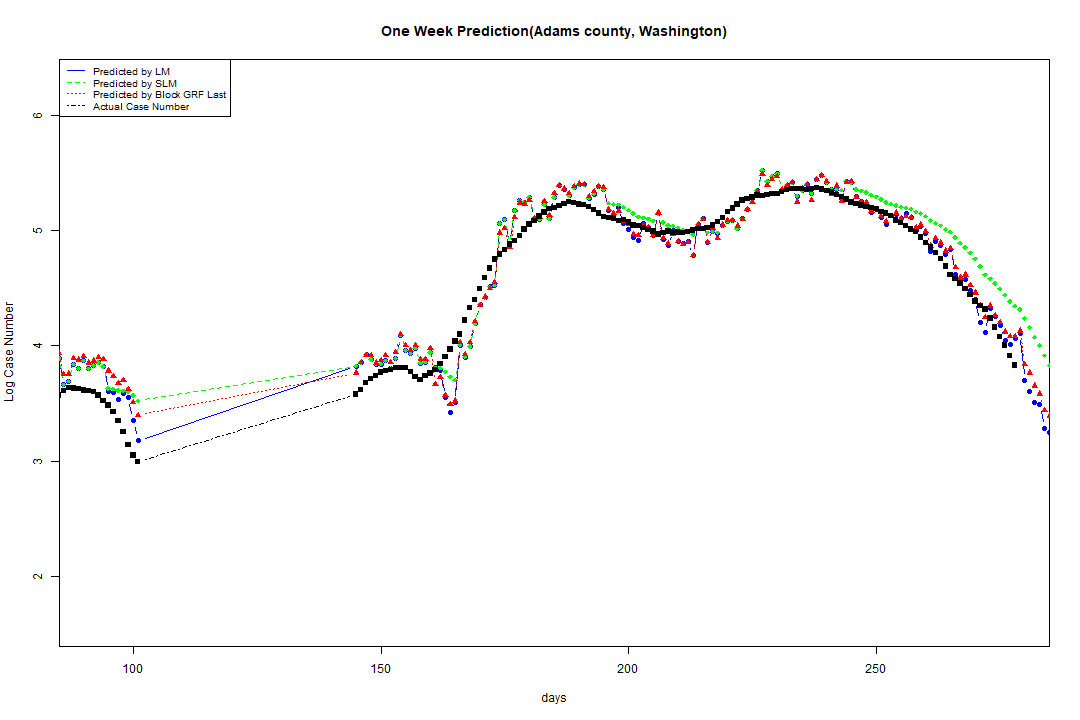 One Week Prediction(Adams county, Washington)
Predicted by LM
Predicted by SLM
Predicted by Block GRF Last
Actual Case Number
6
5
4
3
2
Log Case Number
100
150
200
250
days